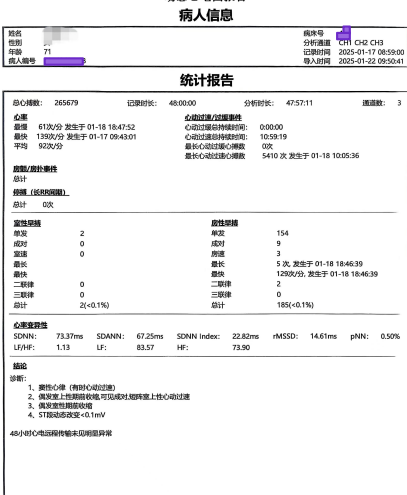 病人信息
姓名
病床号
性别
分析通道 CH1 CH2 CH3
年龄 71
记录时间 2025-01-17 08:59:00
病人编号
导入时间 2025-01-22 09:50:41
统计报告
总心搏数: 265679 记录时长: 48:00:00 分析时长: 47:57:11 通道数: 3
心率 心动过速/过缓事件
最慢 61次/分 发生于 01-18 18:47:52 心动过缓总持续时间: 0:00:00
最快 139次/分 发生于 01-17 09:43:01 心动过速总持续时间: 10:59:19
平均 92次/分 最长心动过缓心搏数 0次
最长心动过速心搏数 5410 次 发生于 01-18 10:05:36
房颤/房扑事件
总计
停搏（长RR间期）
总计 0次
室性早搏 房性早搏
单发 2 单发 154
成对 0 成对 9
室速 0 房速 3
最长 最长 5 次, 发生于 01-18 18:46:39
最快 最快 129次/分, 发生于 01-18 18:46:39
二联律 0 二联律 2
三联律 0 三联律 0
总计 2(<0.1%) 总计 185(<0.1%)
心率变异性
SDNN: 73.37ms SDANN: 67.25ms SDNN Index: 22.82ms rMSSD: 14.61ms pNN: 0.50%
LF/HF: 1.13 LF: 83.57 HF: 73.90
结论
诊断:
1、窦性心律（有时心动过速）
2、偶发室上性期前收缩,可见成对,短阵室上性心动过速
3、偶发室性期前收缩
4、ST段动态改变<0.1mV
48小时心电远程传输未见明显异常